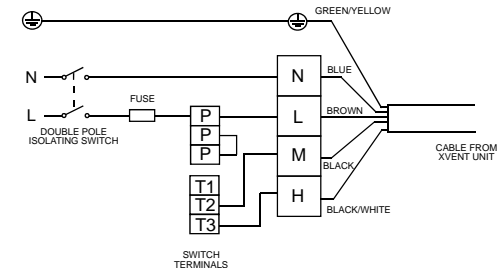 GREEN/YELLOW
N
N
BLUE
FUSE
L
P
L
BROWN
DOUBLE POLE
ISOLATING SWITCH
P
P
M
BLACK
CABLE FROM
XVENT UNIT
T1
T2
H
T3
BLACK/WHITE
SWITCH
TERMINALS